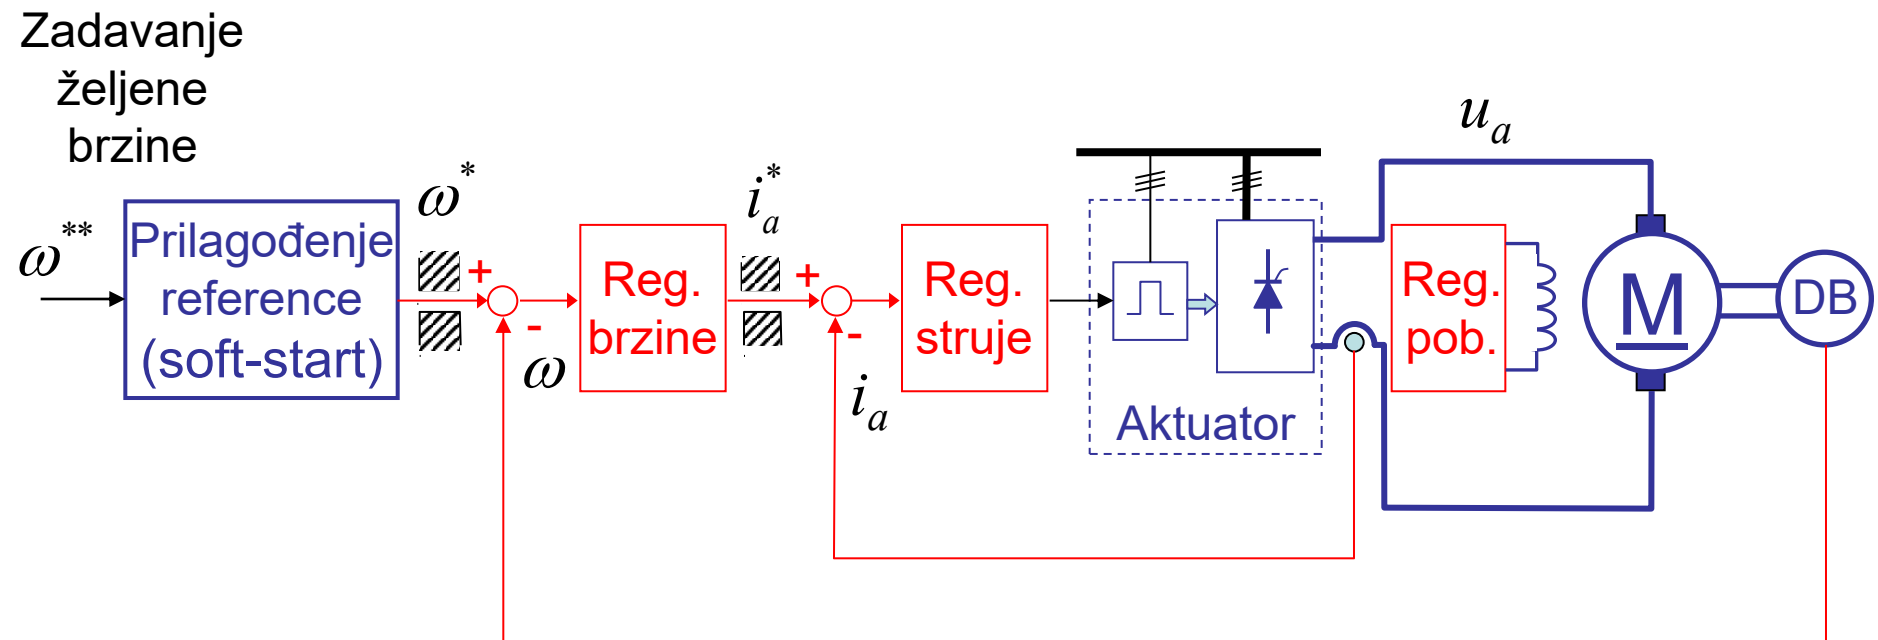 Zadavanje
željene
brzine
ω**
Prilagođenje
reference
(soft-start)
ω*
+
-
ω
Reg.
brzine
i*a
+
-
ia
Reg.
struje
Aktuator
ua
Reg.
pob.
M
DB